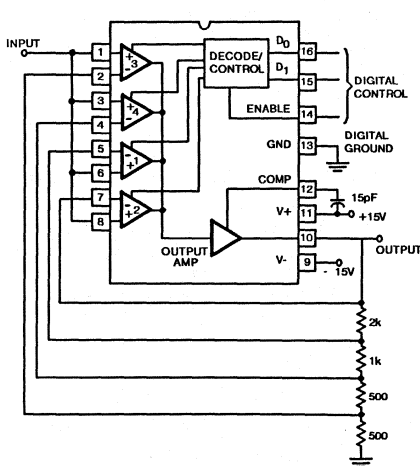 INPUT
1
2
3
4
5
6
7
8
+
-
3
+
-
4
-
+
1
-
+
2
DECODE/
CONTROL
D0
D1
ENABLE
GND
COMP
V+
V-
OUTPUT
AMP
16
15
14
13
12
11
10
9
DIGITAL
CONTROL
DIGITAL
GROUND
15pF
+15V
OUTPUT
- 15V
2k
1k
500
500